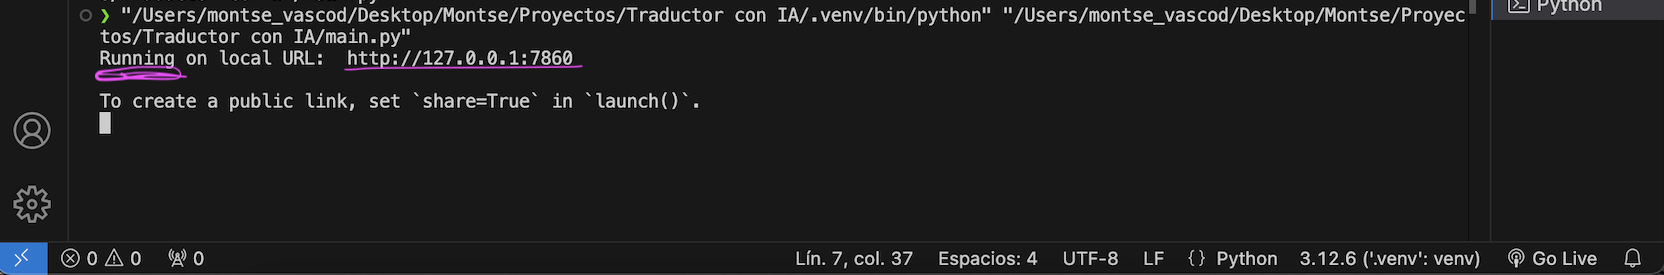 ❯ "/Users/montse_vascod/Desktop/Montse/Proyectos/Traductor con IA/.venv/bin/python" "/Users/montse_vascod/Desktop/Montse/Proyec
tos/Traductor con IA/main.py"
Running on local URL:  http://127.0.0.1:7860
To create a public link, set `share=True` in `launch()`.
Python
0 0 0 Lín. 7, col. 37 Espacios: 4 UTF-8 LF {} Python 3.12.6 ('.venv': venv) Go Live